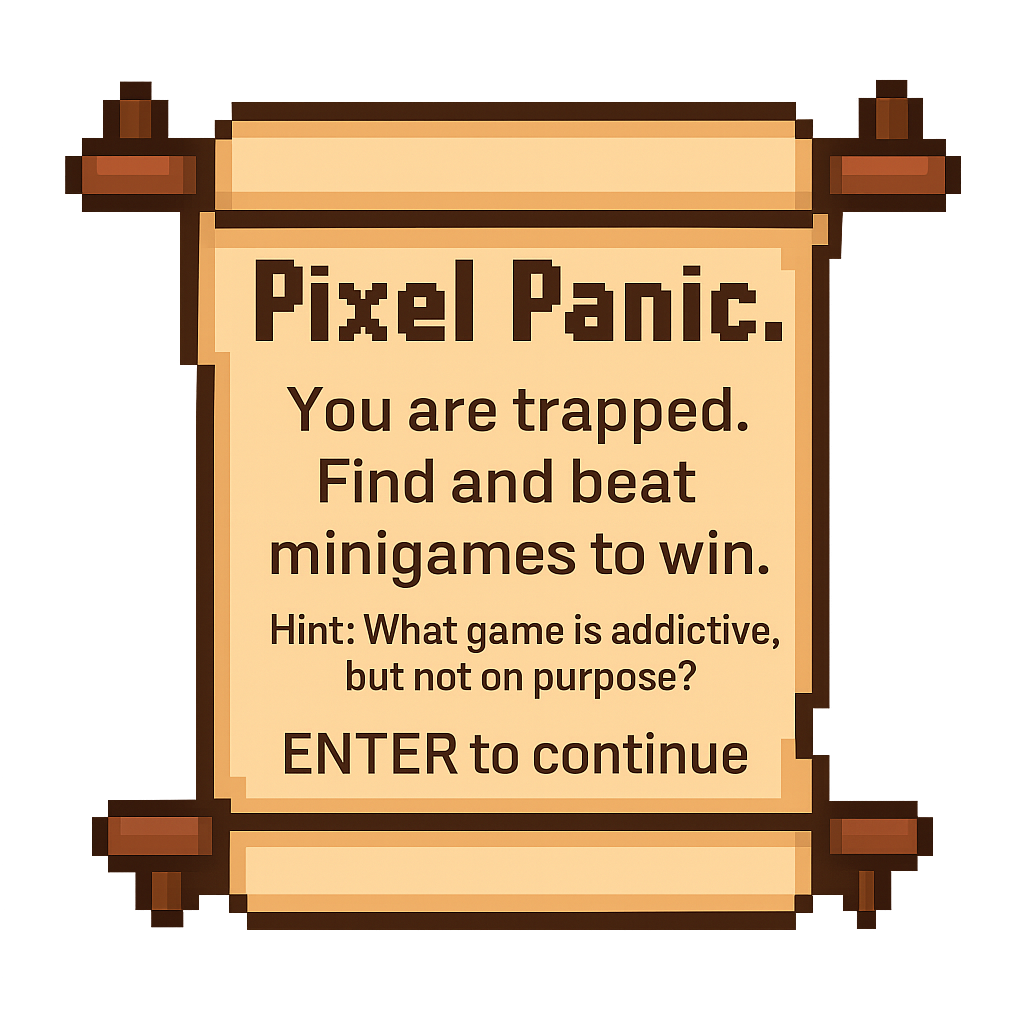 Pixel Panic.
You are trapped.
Find and beat
minigames to win.
Hint: What game is addictive,
but not on purpose?
ENTER to continue